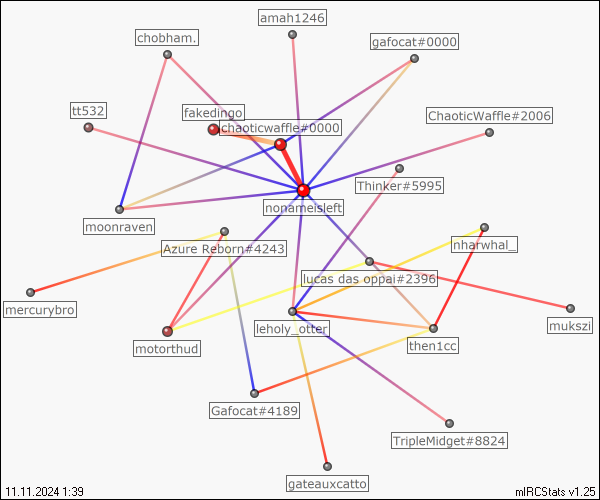 amah1246
chobham.
gafocat#0000
tt532
fakedinoo
chaoticwaffle#0000
ChaoticWaffle#2006
Thinker#5995
nonameisleft
moonraven
nharwhal_
Azure Reborn#4243
lucas das oppai#2396
mercurybro
mukszi
leholy_otter
motorthud
then1cc
Gafocat#4189
TripleMidget#8824
gateauxcatto
11.11.2024 1:39
mIRCStats v1.25